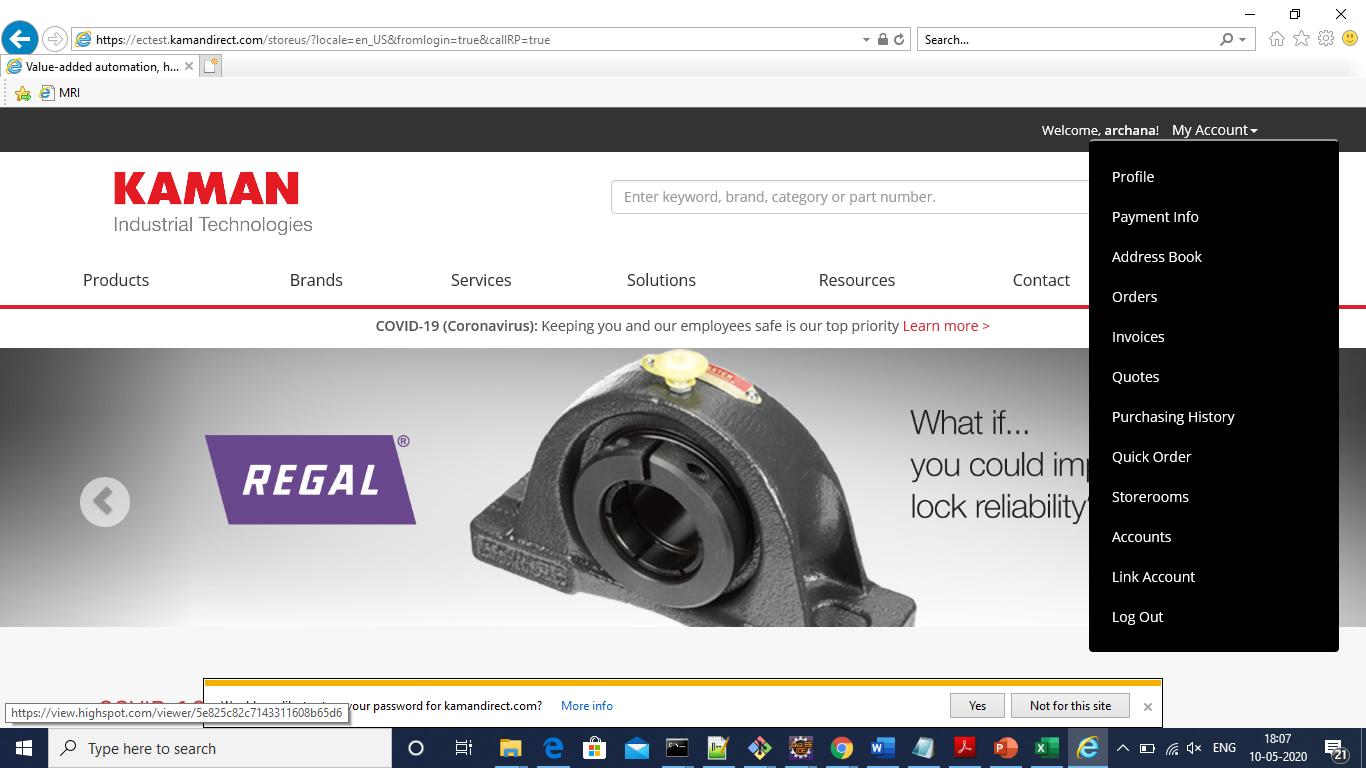 https://ectest.kamandirect.com/storeus/?locale=en_US&fromlogin=true&callRP=true
Search...
Value-added automation, h...
MRI
Welcome, archana! My Account
KAMAN
Industrial Technologies
Enter keyword, brand, category or part number.
Products Brands Services Solutions Resources Contact
COVID-19 (Coronavirus): Keeping you and our employees safe is our top priority Learn more >
Profile
Payment Info
Address Book
Orders
Invoices
Quotes
Purchasing History
Quick Order
Storerooms
Accounts
Link Account
Log Out
REGAL®
What if...
you could
lock reliability
your password for kamandirect.com? More info Yes Not for this site
https://view.highspot.com/viewer/5e825c82c7143311608b65d6
Type here to search
ENG
18:07
10-05-2020
21